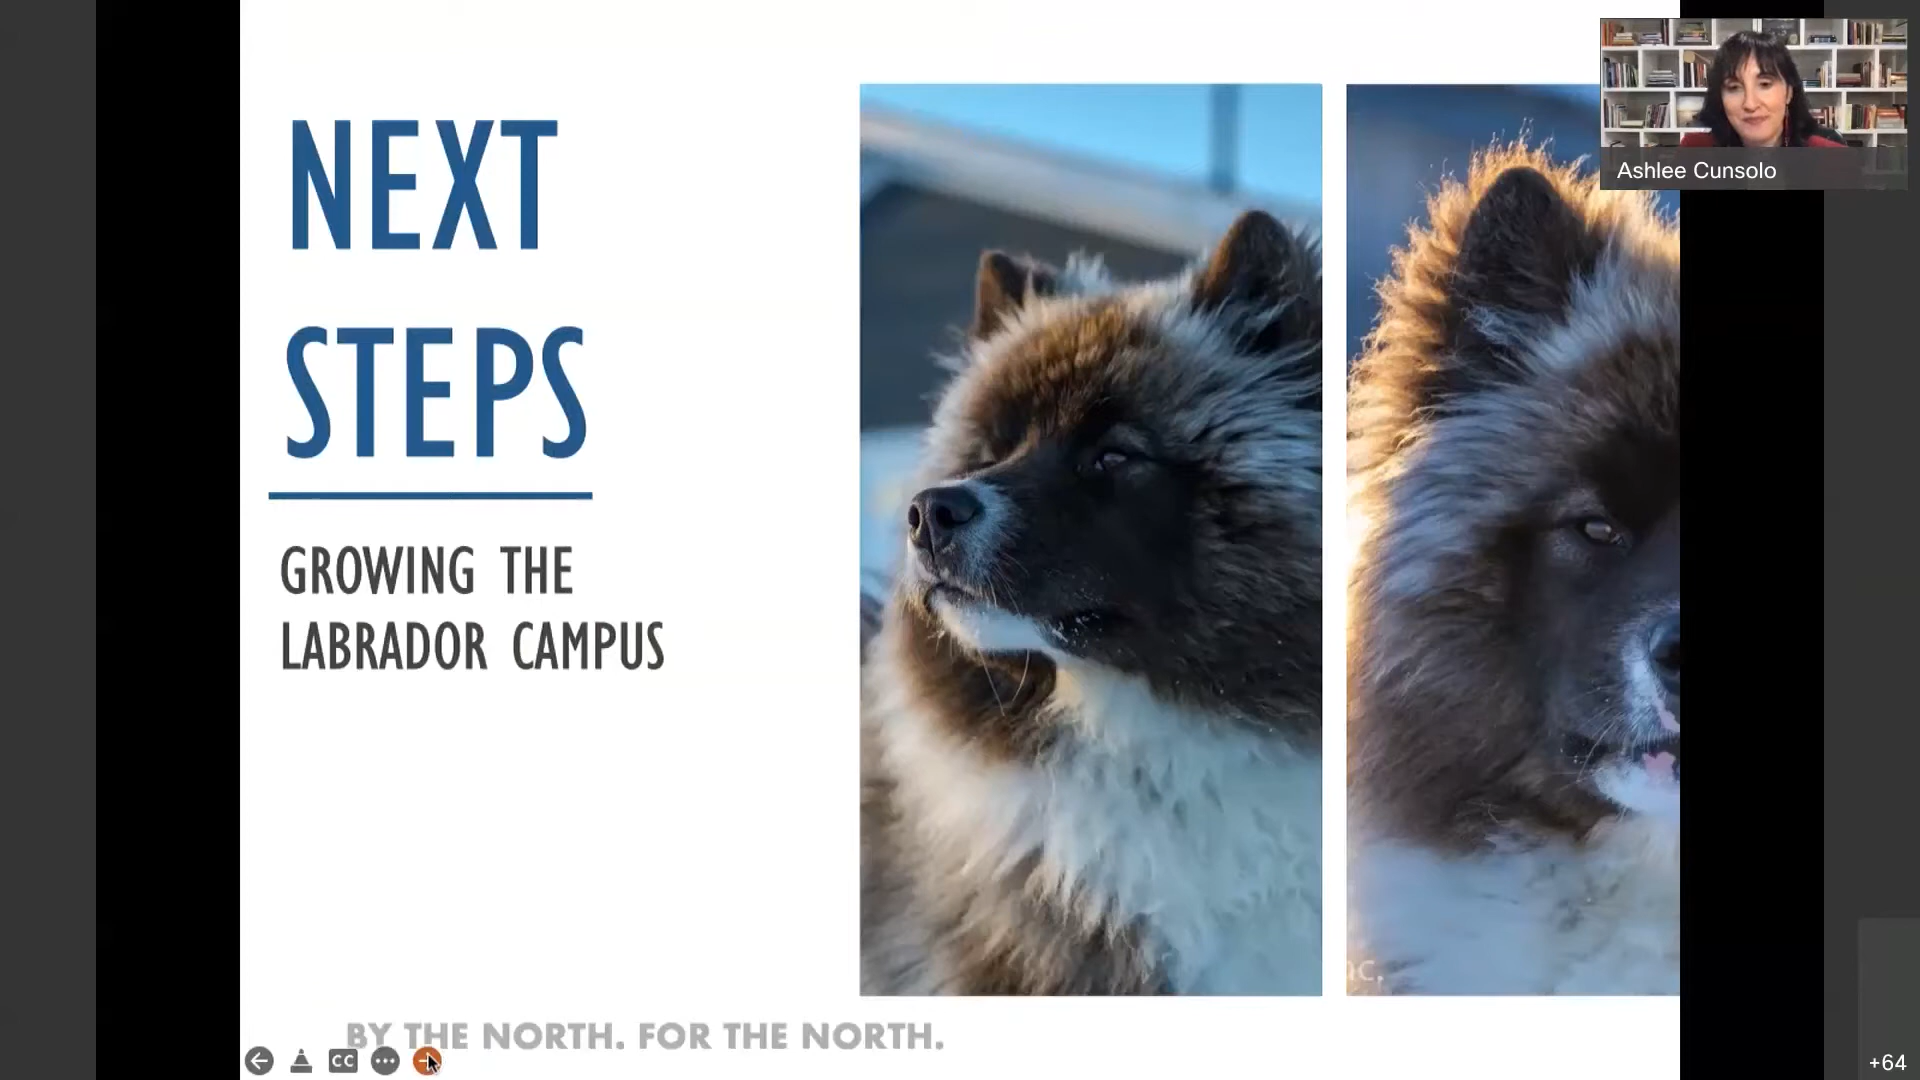 NEXT
STEPS
GROWING THE
LABRADOR CAMPUS
Ashlee Cunsolo
BY THE NORTH. FOR THE NORTH.
CC
+64